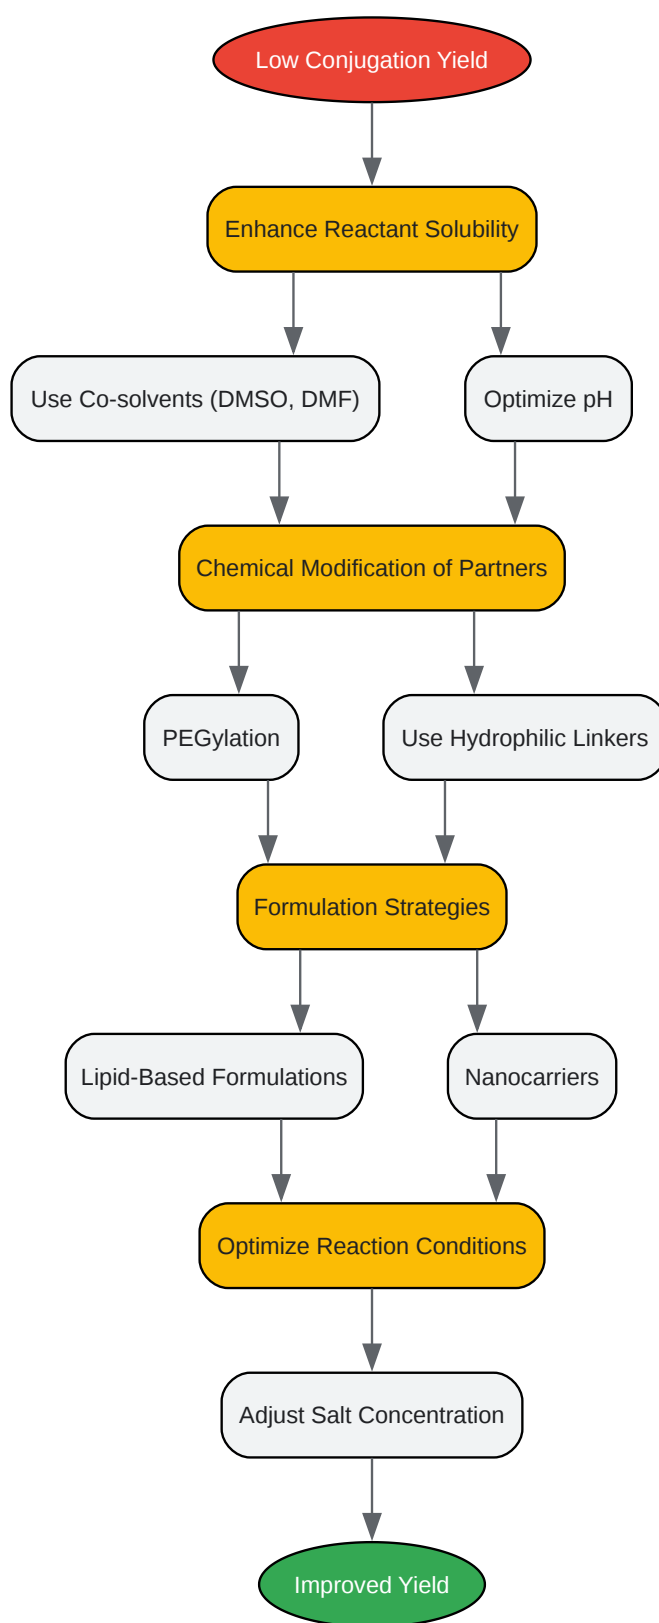 Low Conjugation Yield
Enhance Reactant Solubility
Use Co-solvents (DMSO, DMF)
Optimize pH
Chemical Modification of Partners
PEGylation
Use Hydrophilic Linkers
Formulation Strategies
Lipid-Based Formulations
Nanocarriers
Optimize Reaction Conditions
Adjust Salt Concentration
Improved Yield